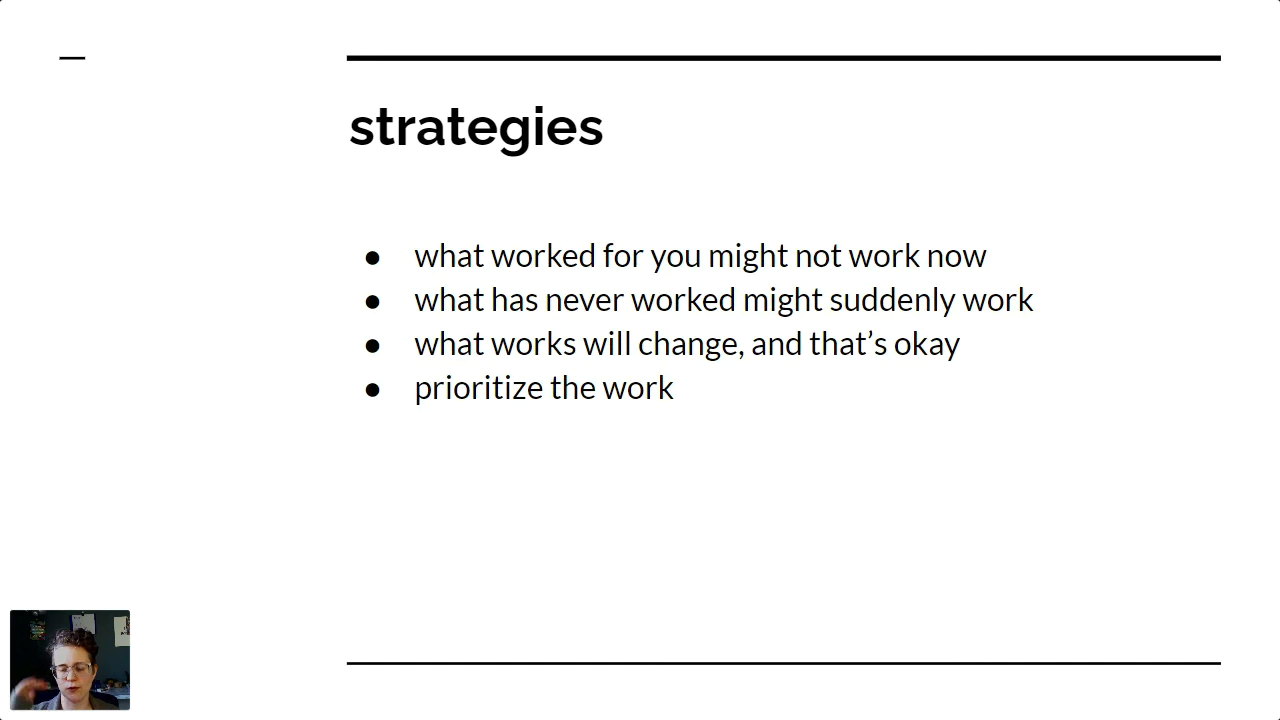 strategies
● what worked for you might not work now
● what has never worked might suddenly work
● what works will change, and that’s okay
● prioritize the work